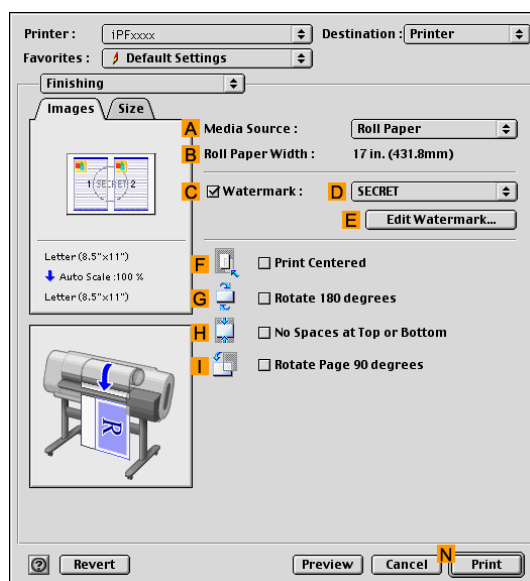 Printer : iPFxxxx Destination : Printer
Favorites : Default Settings
Finishing
Images Size
1 SECRET 2
Letter (8.5"x11")
Auto Scale :100 %
Letter (8.5"x11")
R
A Media Source : Roll Paper
B Roll Paper Width : 17 in. (431.8mm)
C Watermark : D SECRET
E Edit Watermark...
F Print Centered
G Rotate 180 degrees
H No Spaces at Top or Bottom
I Rotate Page 90 degrees
? Revert Preview Cancel N Print